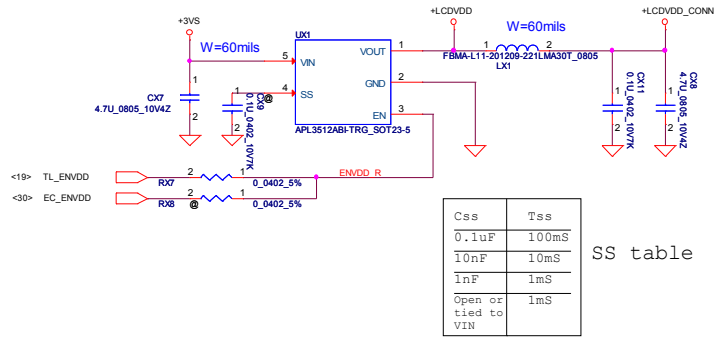 +3VS
W=60mils
UX1
+LCDVDD
W=60mils
+LCDVDD_CONN
5
VIN
VOUT
1
1
2
FBMA-L11-201209-221LMA30T_0805
LX1
1
CX7
4.7U_0805_10V4Z
2
4
@
SS
GND
2
1
CX9
0.1U_0402_10V7K
2
EN
3
APL3512ABI-TRG_SOT23-5
1
CX11
0.1U_0402_10V7K
2
1
CX8
4.7U_0805_10V4Z
2
<19>
TL_ENVDD
2
1
RX7
0_0402_5%
ENVDD_R
<30>
EC_ENVDD
2
1
RX8
@
0_0402_5%
Css Tss
0.1uF 100mS
10nF 10mS
1nF 1mS
Open or 1mS
tied to
VIN
SS table